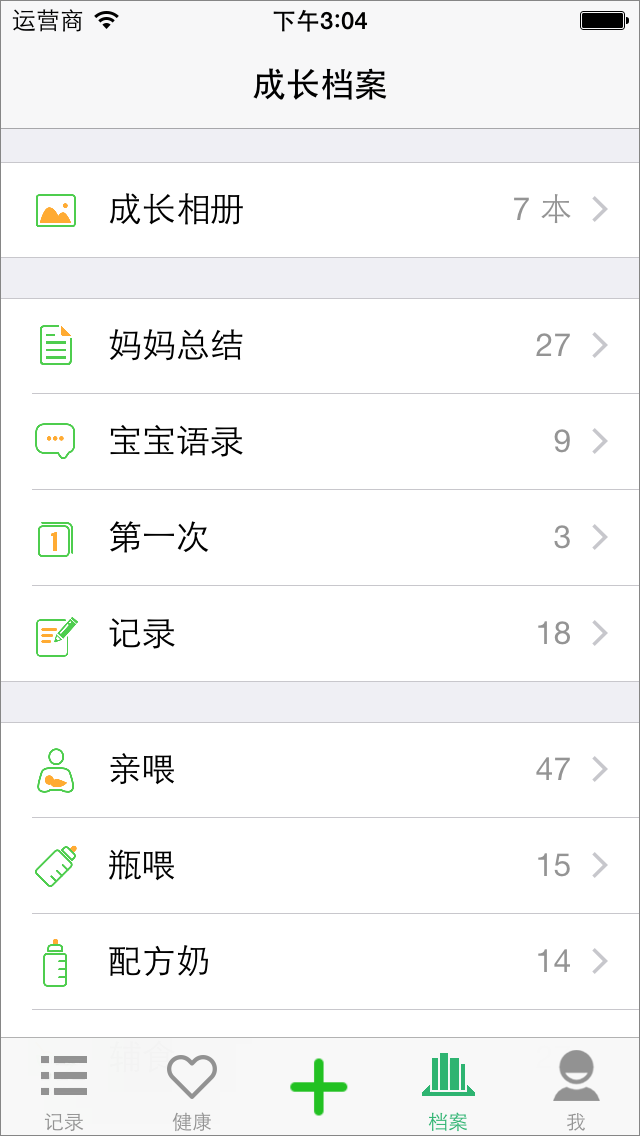 运营商 下午3:04
成长档案
成长相册 7 本
妈妈总结 27
宝宝语录 9
1 第一次 3
记录 18
亲喂 47
瓶喂 15
配方奶 14
记录 健康 档案 我